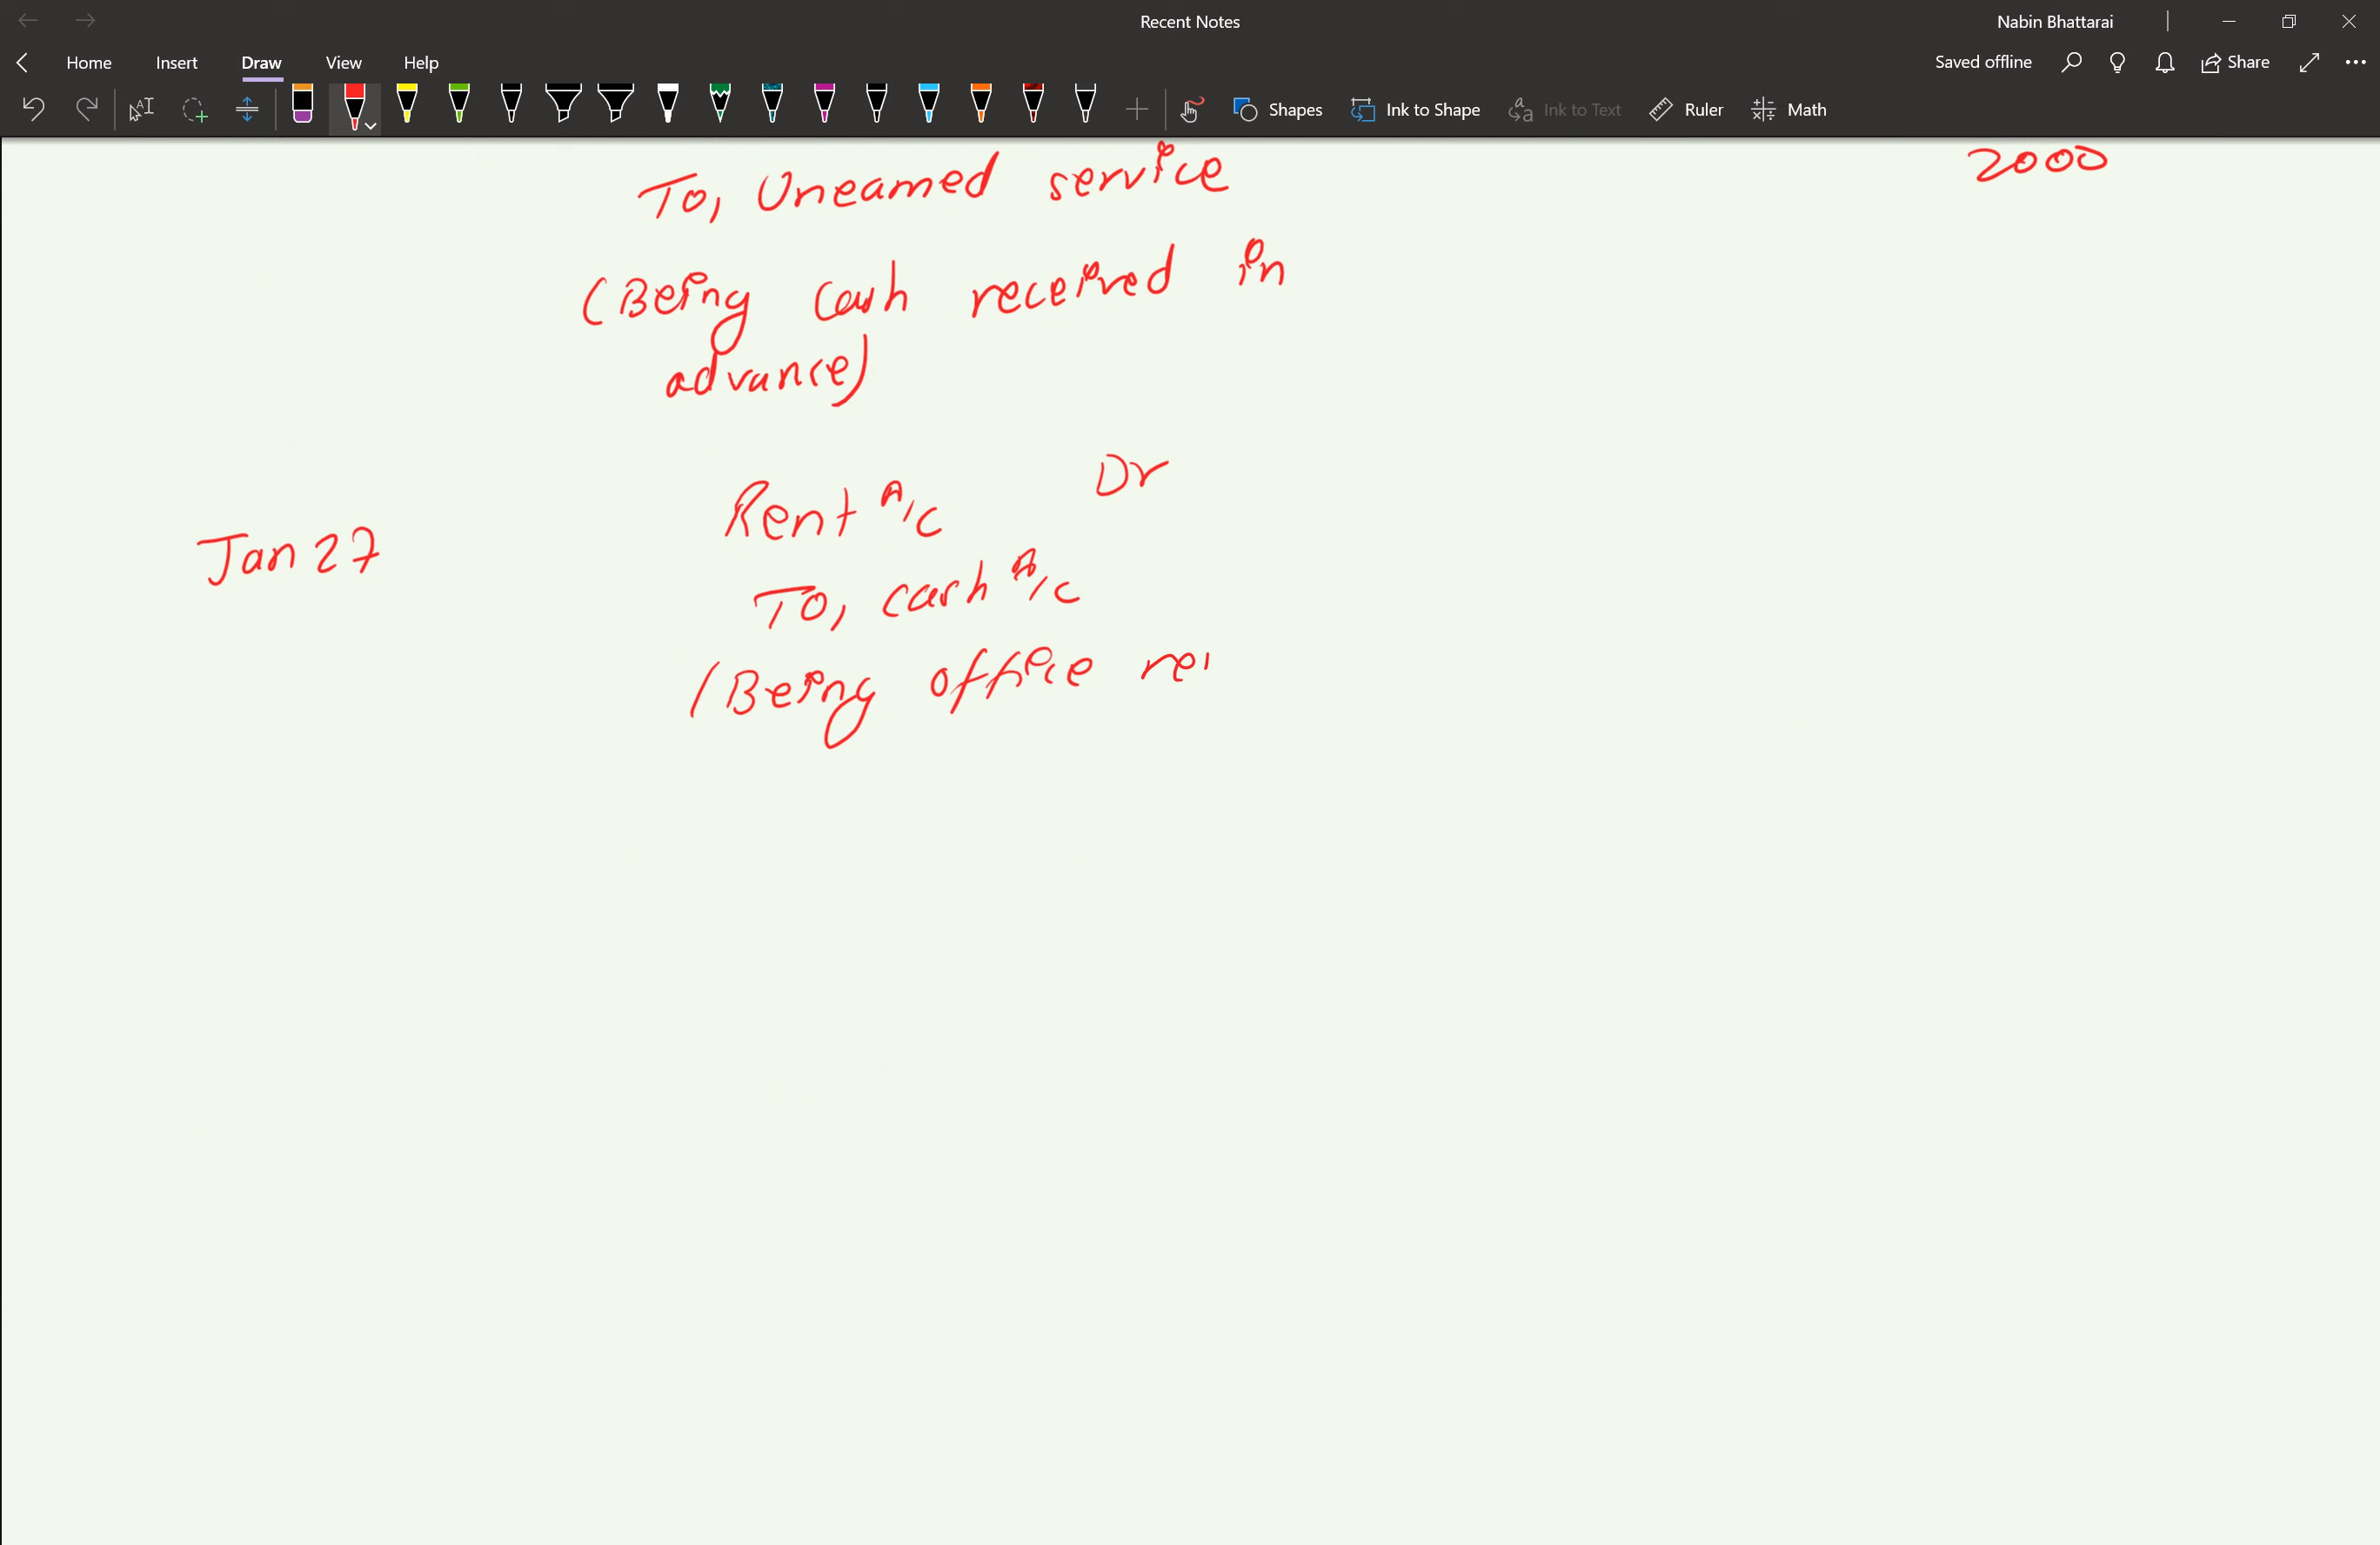 Recent Notes
Nabin Bhattarai
Home Insert Draw View Help
Saved offline
Share
Shapes Ink to Shape Ink to Text Ruler Math
To, Unearned service 2000
(Being cash received in
advance)
Rent A/c Dr
Jan 27
To, cash A/c
(Being office